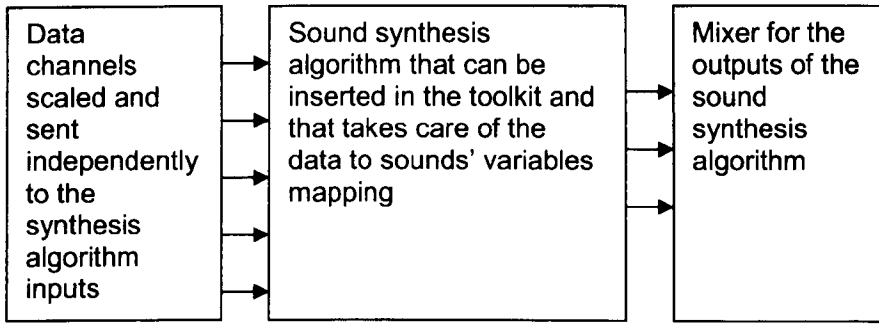 Data
channels
scaled and
sent
independently
to the
synthesis
algorithm
inputs
Sound synthesis
algorithm that can be
inserted in the toolkit and
that takes care of the
data to sounds' variables
mapping
Mixer for the
outputs of the
sound
synthesis
algorithm